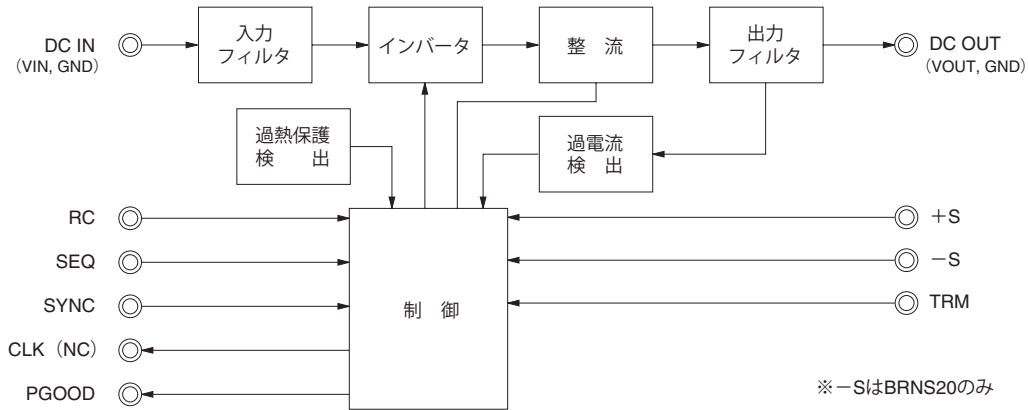 DC IN
(VIN, GND)
入力
フィルタ
インバータ
整 流
出力
フィルタ
DC OUT
(VOUT, GND)
過熱保護
検 出
過電流
検 出
RC
SEQ
SYNC
CLK（NC）
PGOOD
制 御
＋S
－S
TRM
※－SはBRNS20のみ